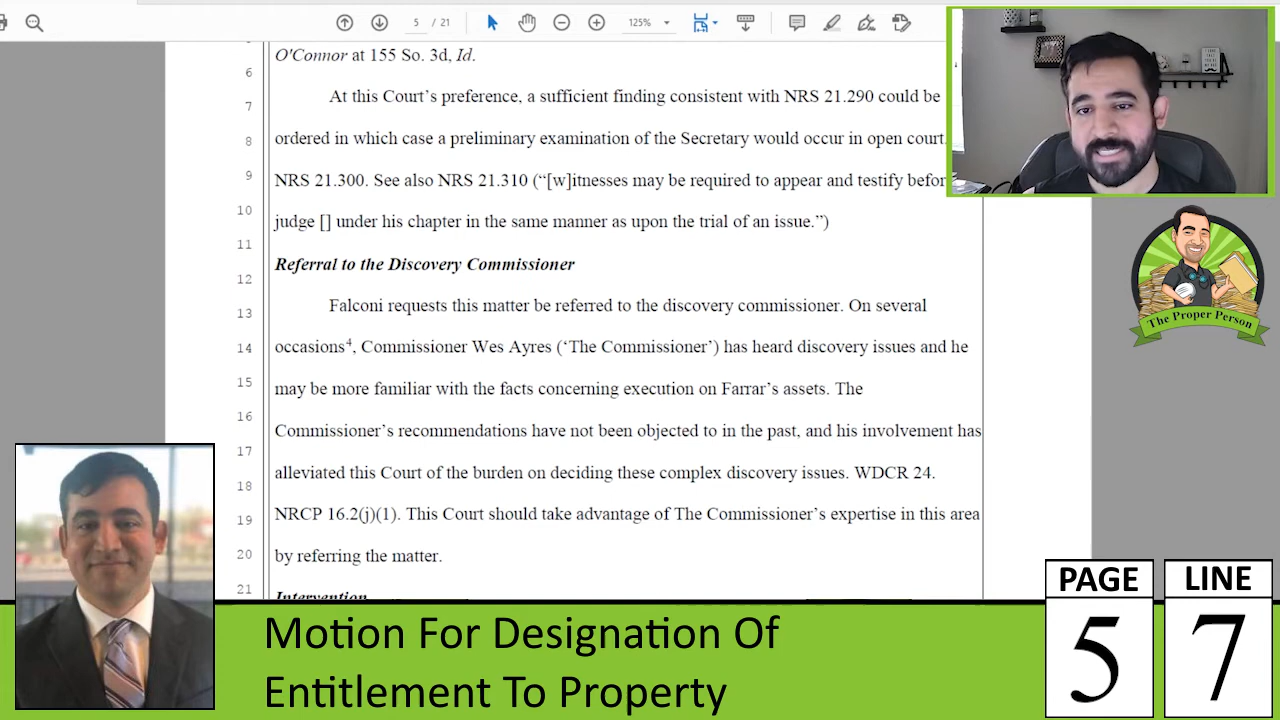 5 / 21
125%
O'Connor at 155 So. 3d, Id.
6
At this Court's preference, a sufficient finding consistent with NRS 21.290 could be
7
ordered in which case a preliminary examination of the Secretary would occur in open court.
8
NRS 21.300. See also NRS 21.310 (“[w]itnesses may be required to appear and testify befor
9
judge [] under his chapter in the same manner as upon the trial of an issue.”)
10
11
Referral to the Discovery Commissioner
12
Falconi requests this matter be referred to the discovery commissioner. On several
13
occasions4, Commissioner Wes Ayres (‘The Commissioner’) has heard discovery issues and he
14
may be more familiar with the facts concerning execution on Farrar's assets. The
15
Commissioner's recommendations have not been objected to in the past, and his involvement has
16
alleviated this Court of the burden on deciding these complex discovery issues. WDCR 24.
17
18
NRCP 16.2(j)(1). This Court should take advantage of The Commissioner's expertise in this area
19
by referring the matter.
20
Intervention
21
The Proper Person
Motion For Designation Of
Entitlement To Property
PAGE
5
LINE
7